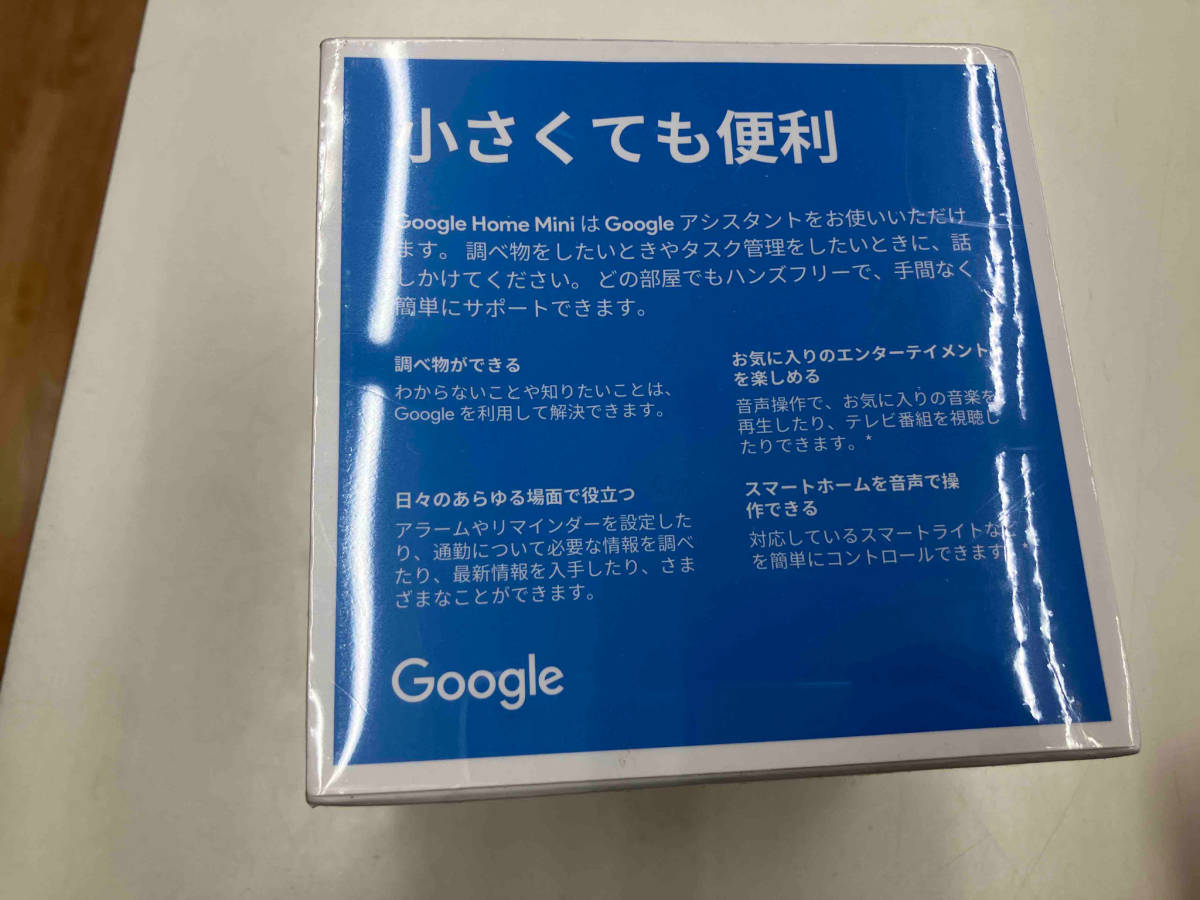 小さくても便利
Google Home Mini は Google アシスタントをお使いいただけ
ます。 調べ物をしたいときやタスク管理をしたいときに、話
しかけてください。 どの部屋でもハンズフリーで、手間なく
簡単にサポートできます。
調べ物ができる
わからないことや知りたいことは、
Google を利用して解決できます。
お気に入りのエンターテイメント
を楽しめる
音声操作で、お気に入りの音楽を
再生したり、テレビ番組を視聴し
たりできます。*
日々のあらゆる場面で役立つ
アラームやリマインダーを設定した
り、通勤について必要な情報を調べ
たり、最新情報を入手したり、さま
ざまなことができます。
スマートホームを音声で操
作できる
対応しているスマートライトな
を簡単にコントロールできます
Google